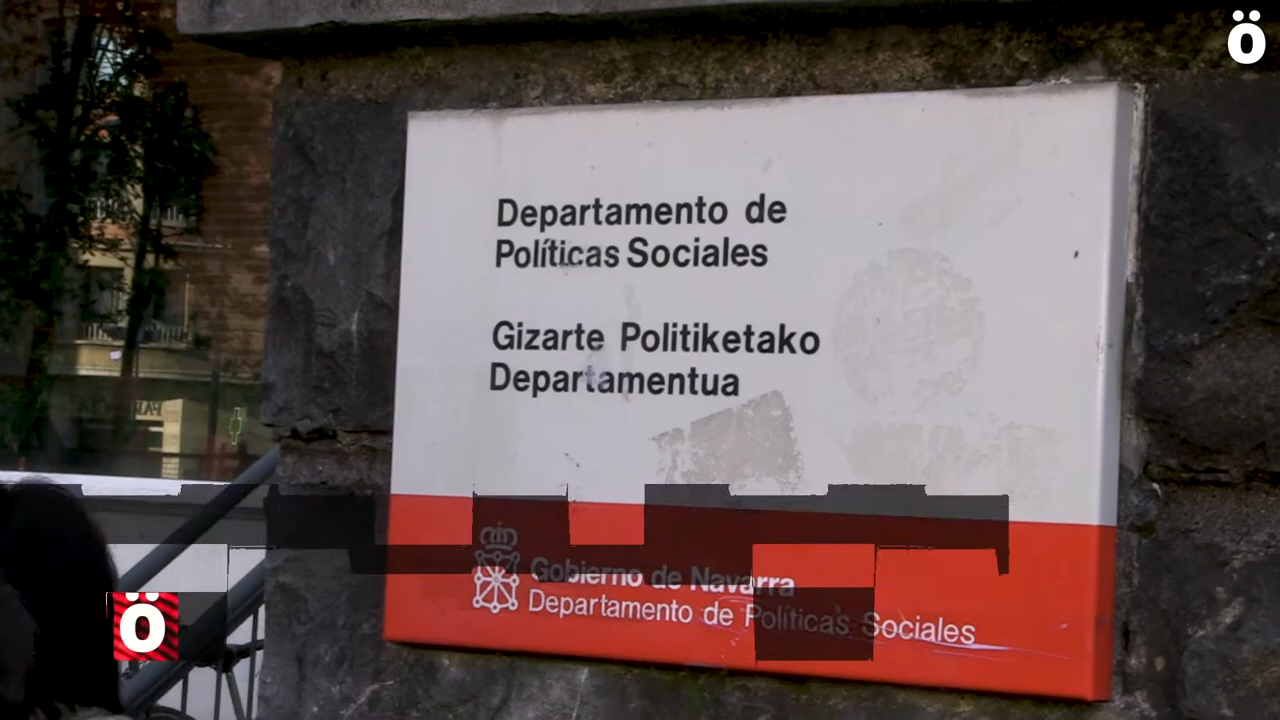 ö
Departamento de
Políticas Sociales
Gizarte Politiketako
Departamentua
Gobierno de Navarra
Departamento de Políticas Sociales
ö